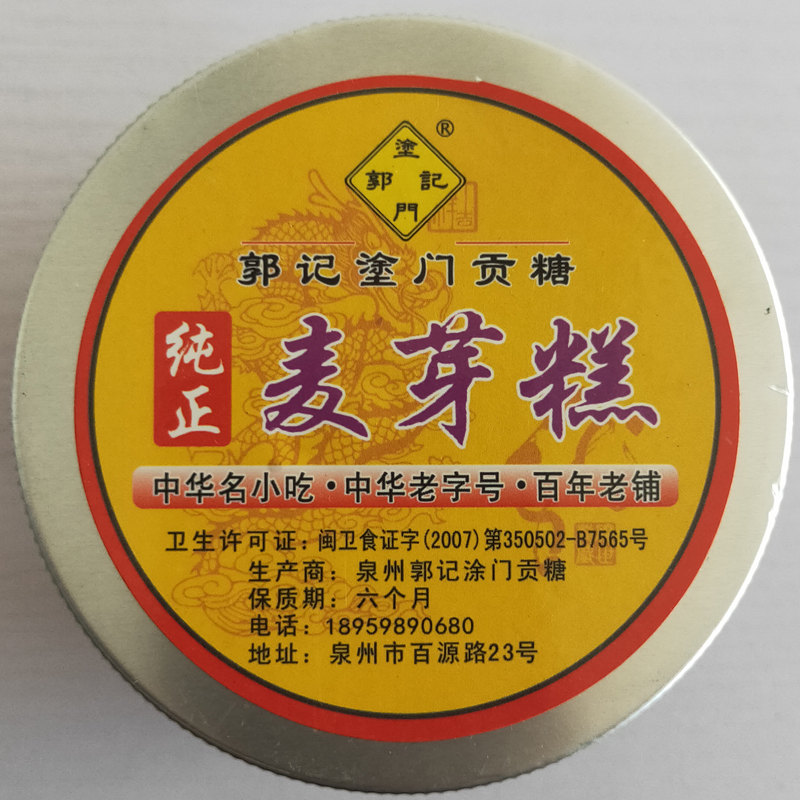 塗
郭 記
門
®
郭记塗门贡糖
纯正
麦芽糕
中华名小吃·中华老字号·百年老铺
卫生许可证：闽卫食证字(2007)第350502-B7565号
生产商：泉州郭记涂门贡糖
保质期：六个月
电话：18959890680
地址：泉州市百源路23号